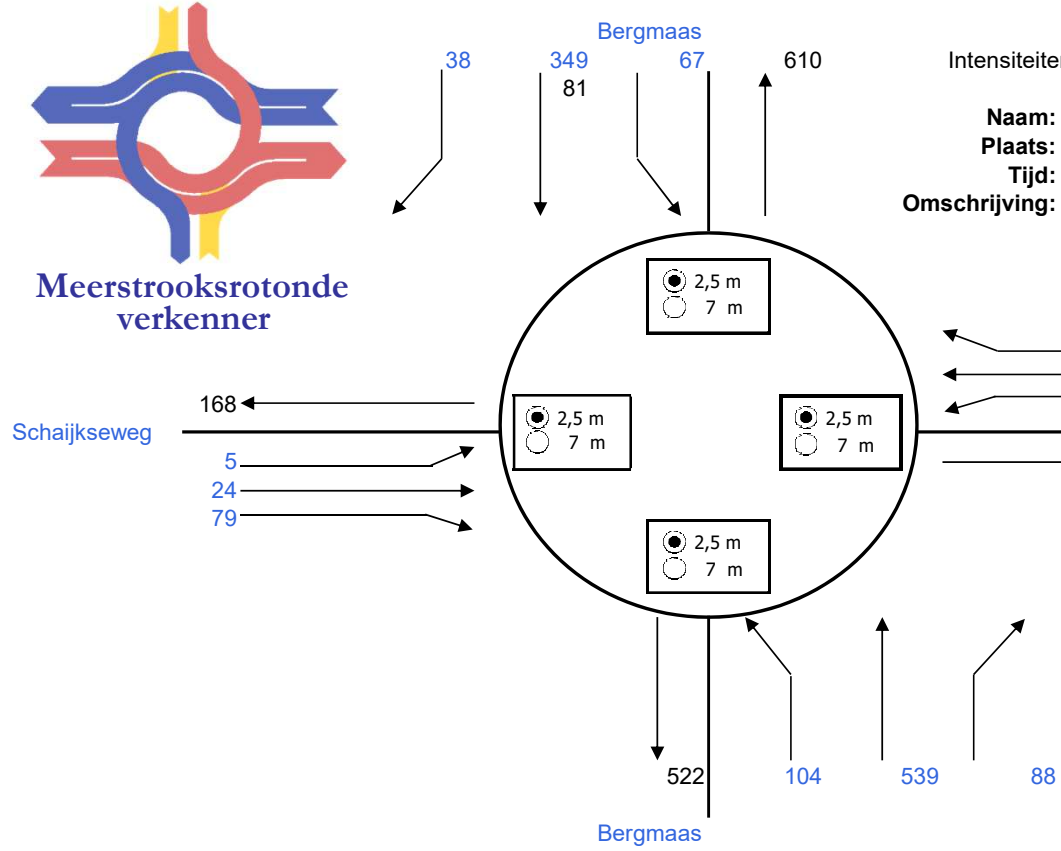 Bergmaas
38 349 67 610 Intensiteiten
81
Naam:
Plaats:
Tijd:
Omschrijving:
Meerstrooksrotonde
verkenner
2,5 m
7 m
168
Schaijkseweg
5
24
79
2,5 m
7 m
2,5 m
7 m
2,5 m
7 m
522 104 539 88
Bergmaas